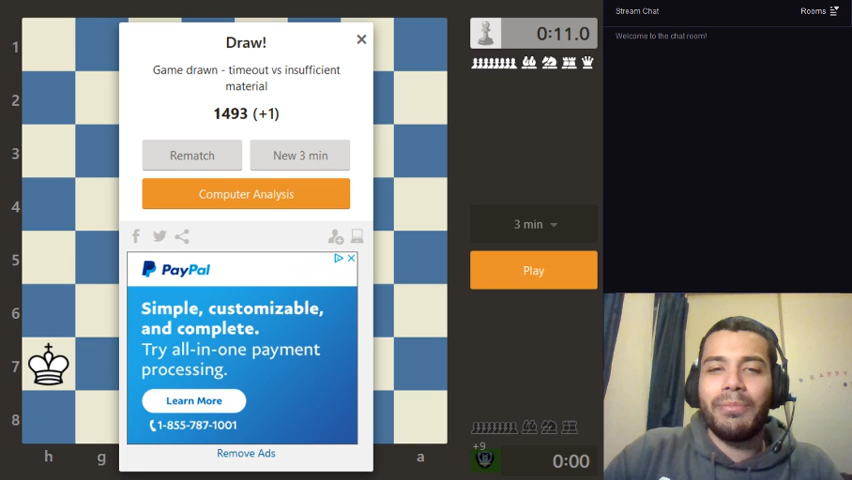 Stream Chat
Rooms
Welcome to the chat room!
1
2
3
4
5
6
7
8
h
g
a
Draw!
Game drawn - timeout vs insufficient
material
1493 (+1)
Rematch
New 3 min
Computer Analysis
PayPal
Simple, customizable,
and complete.
Try all-in-one payment
processing.
Learn More
1-855-787-1001
Remove Ads
0:11.0
3 min
Play
+9
0:00